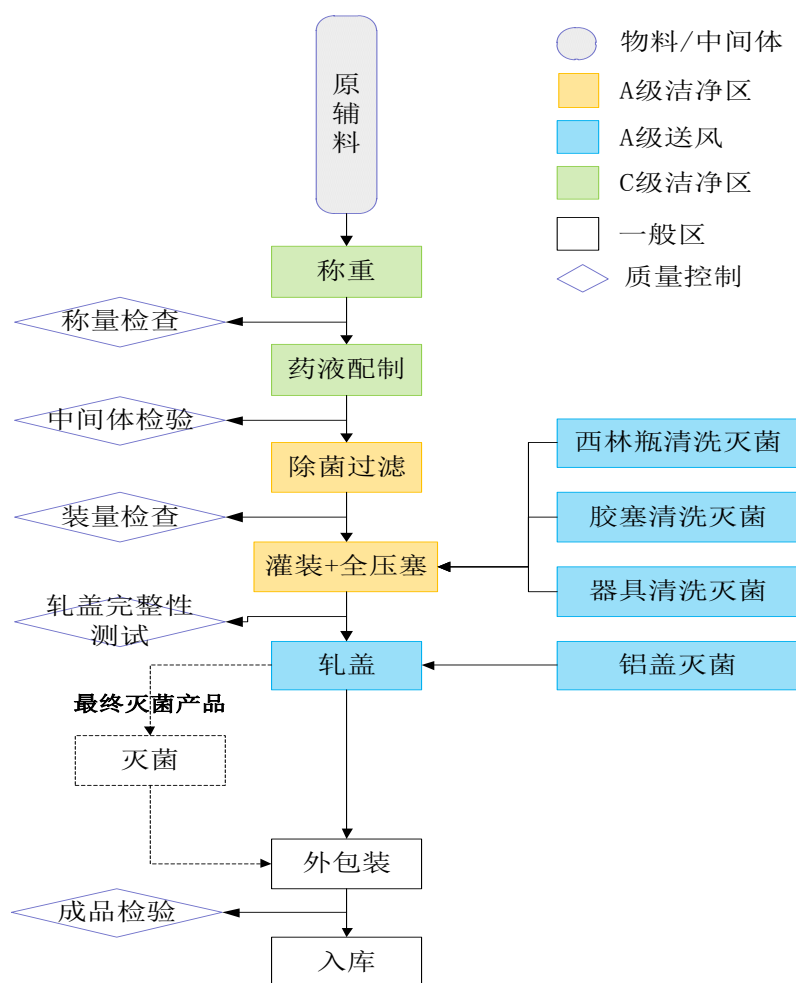 原
辅
料
物料/中间体
A级洁净区
A级送风
C级洁净区
一般区
质量控制
称重
称量检查
药液配制
中间体检验
除菌过滤
西林瓶清洗灭菌
装量检查
胶塞清洗灭菌
灌装+全压塞
器具清洗灭菌
轧盖完整性
测试
轧盖
铝盖灭菌
最终灭菌产品
灭菌
外包装
成品检验
入库